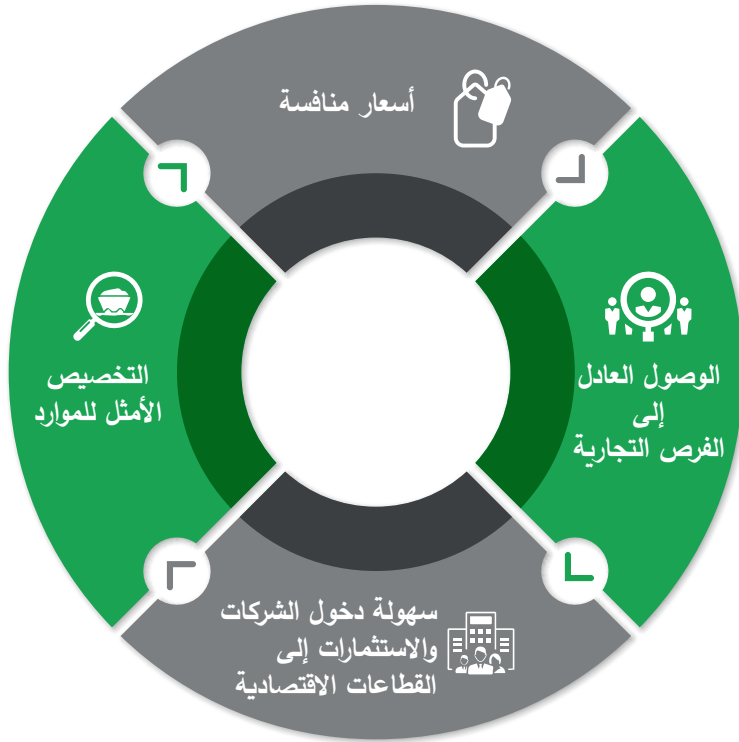 أسعار منافسة
الوصول العادل
إلى
الفرص التجارية
سهولة دخول الشركات
والاستثمارات إلى
القطاعات الاقتصادية
التخصيص
الأمثل للموارد